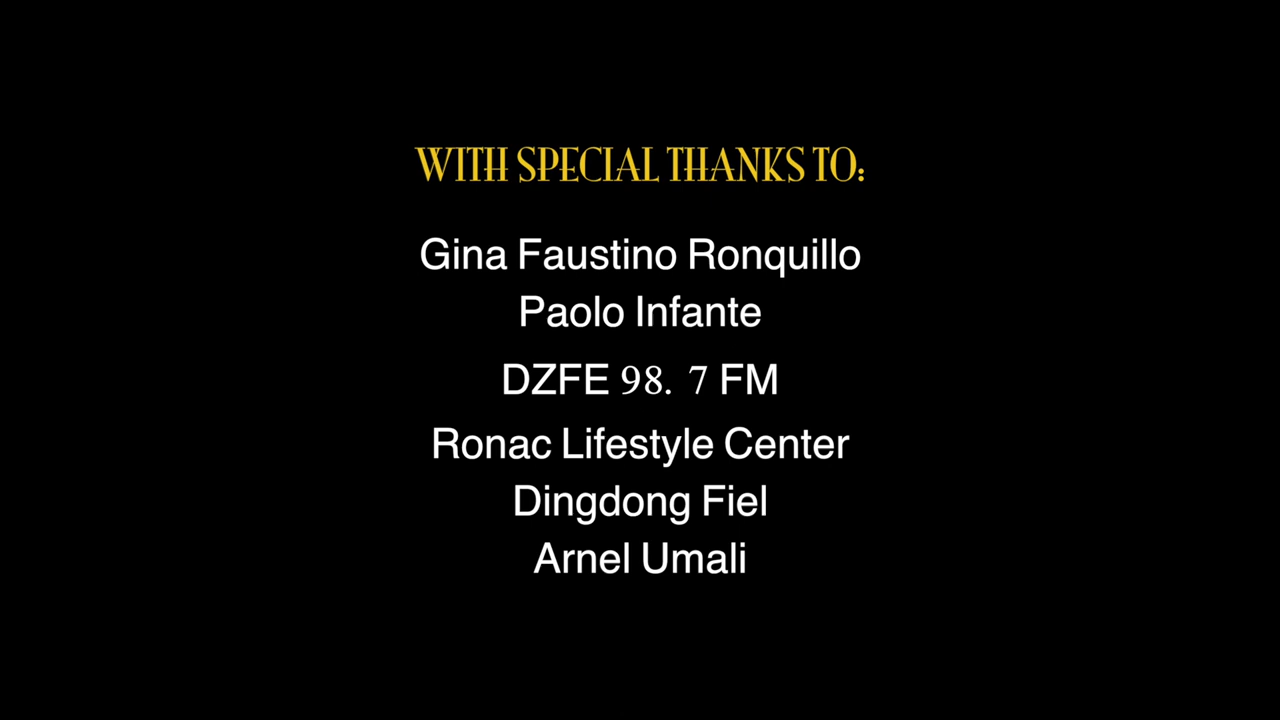 WITH SPECIAL THANKS TO:
Gina Faustino Ronquillo
Paolo Infante
DZFE 98. 7 FM
Ronac Lifestyle Center
Dingdong Fiel
Arnel Umali